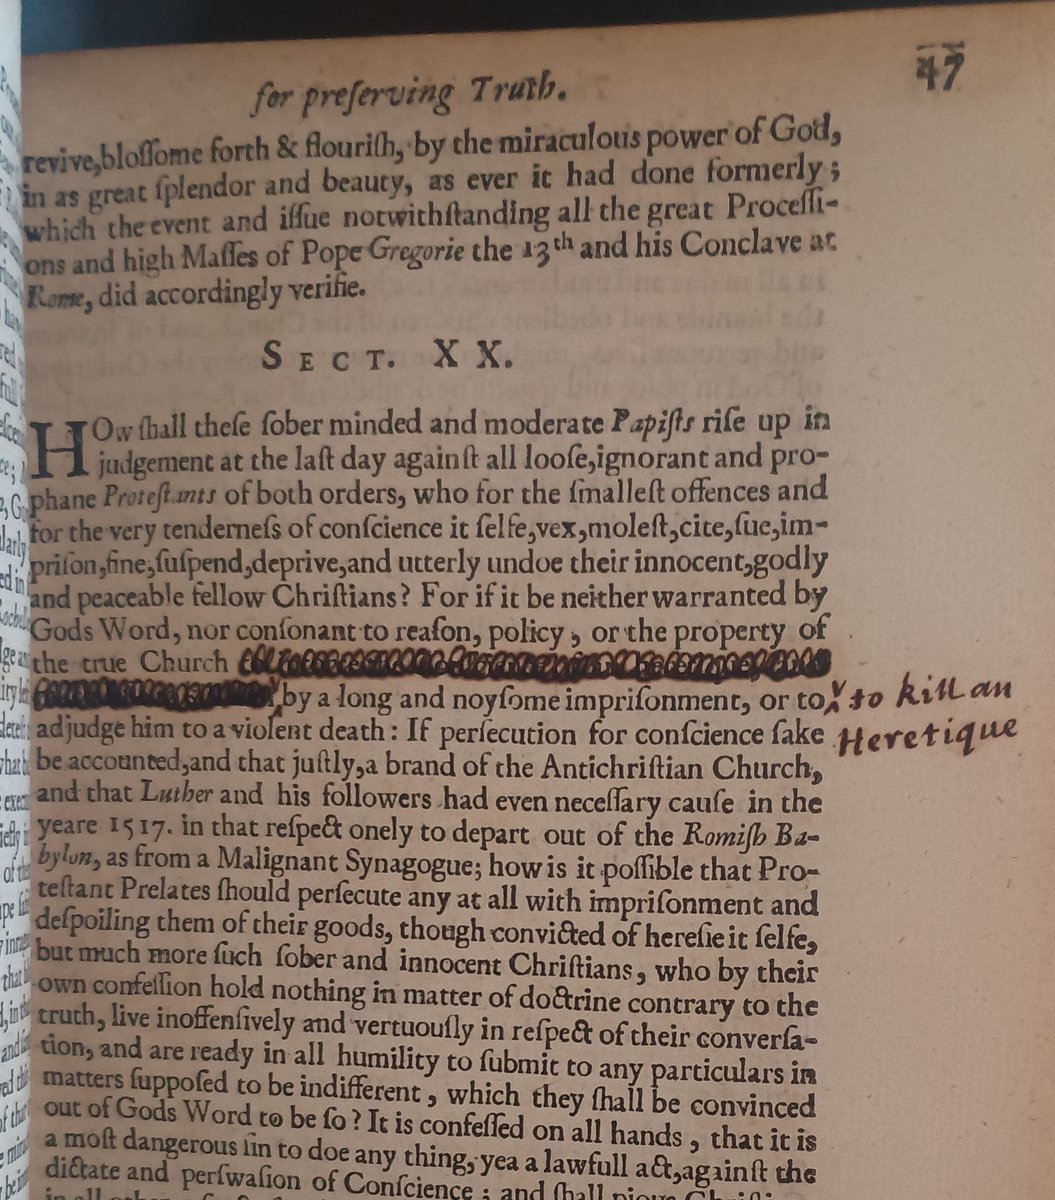 for preſerving Truth.
47
revive,bloſſome forth & flouriſh, by the miraculous power of God,
in as great ſplendor and beauty, as ever it had done formerly ;
which the event and iſſue notwithſtanding all the great Proceſſi-
ons and high Maſſes of Pope Gregorie the 13th and his Conclave at
Rome, did accordingly verifie.
SECT. XX.
HOw ſhall theſe ſober minded and moderate Papiſts riſe up in
judgement at the laſt day againſt all looſe,ignorant and pro-
phane Proteſtants of both orders, who for the ſmalleſt offences and
for the very tenderneſs of conſcience it ſelfe,vex,moleſt,cite,ſue,im-
priſon,fine,ſuſpend,deprive,and utterly undoe their innocent,godly
and peaceable fellow Chriſtians? For if it be neither warranted by
Gods Word, nor conſonant to reaſon, policy, or the property of
the true Church
by a long and noyſome impriſonment, or to
to kill an
Heretique
adjudge him to a violent death : If perſecution for conſcience ſake
be accounted,and that juſtly,a brand of the Antichriſtian Church,
and that Luther and his followers had even neceſſary cauſe in the
yeare 1517. in that reſpect onely to depart out of the Romiſh Ba-
bylon, as from a Malignant Synagogue; how is it poſſible that Pro-
teſtant Prelates ſhould perſecute any at all with impriſonment and
deſpoiling them of their goods, though convicted of hereſie it ſelfe,
but much more ſuch ſober and innocent Chriſtians, who by their
own confeſſion hold nothing in matter of doctrine contrary to the
truth, live inoffenſively and vertuouſly in reſpect of their converſa-
tion, and are ready in all humility to ſubmit to any particulars in
matters ſuppoſed to be indifferent, which they ſhall be convinced
out of Gods Word to be ſo? It is confeſſed on all hands, that it is
a moſt dangerous ſin to doe any thing, yea a lawfull act,againſt the
dictate and perſwaſion of Conſcience; and ſhall pious Chriſti